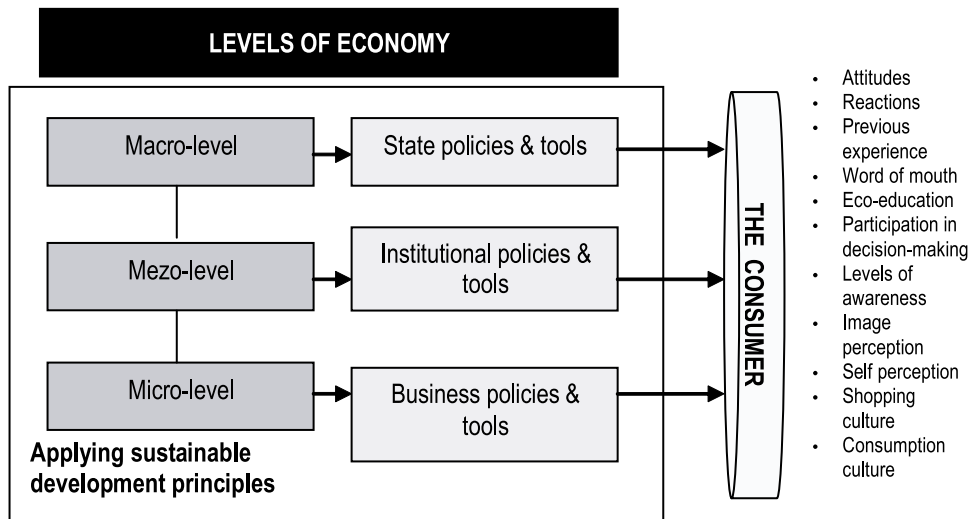 LEVELS OF ECONOMY
Macro-level
State policies & tools
Mezo-level
Institutional policies &
tools
Micro-level
Business policies &
tools
Applying sustainable
development principles
THE CONSUMER
• Attitudes
• Reactions
• Previous
experience
• Word of mouth
• Eco-education
• Participation in
decision-making
• Levels of
awareness
• Image
perception
• Self perception
• Shopping
culture
• Consumption
culture